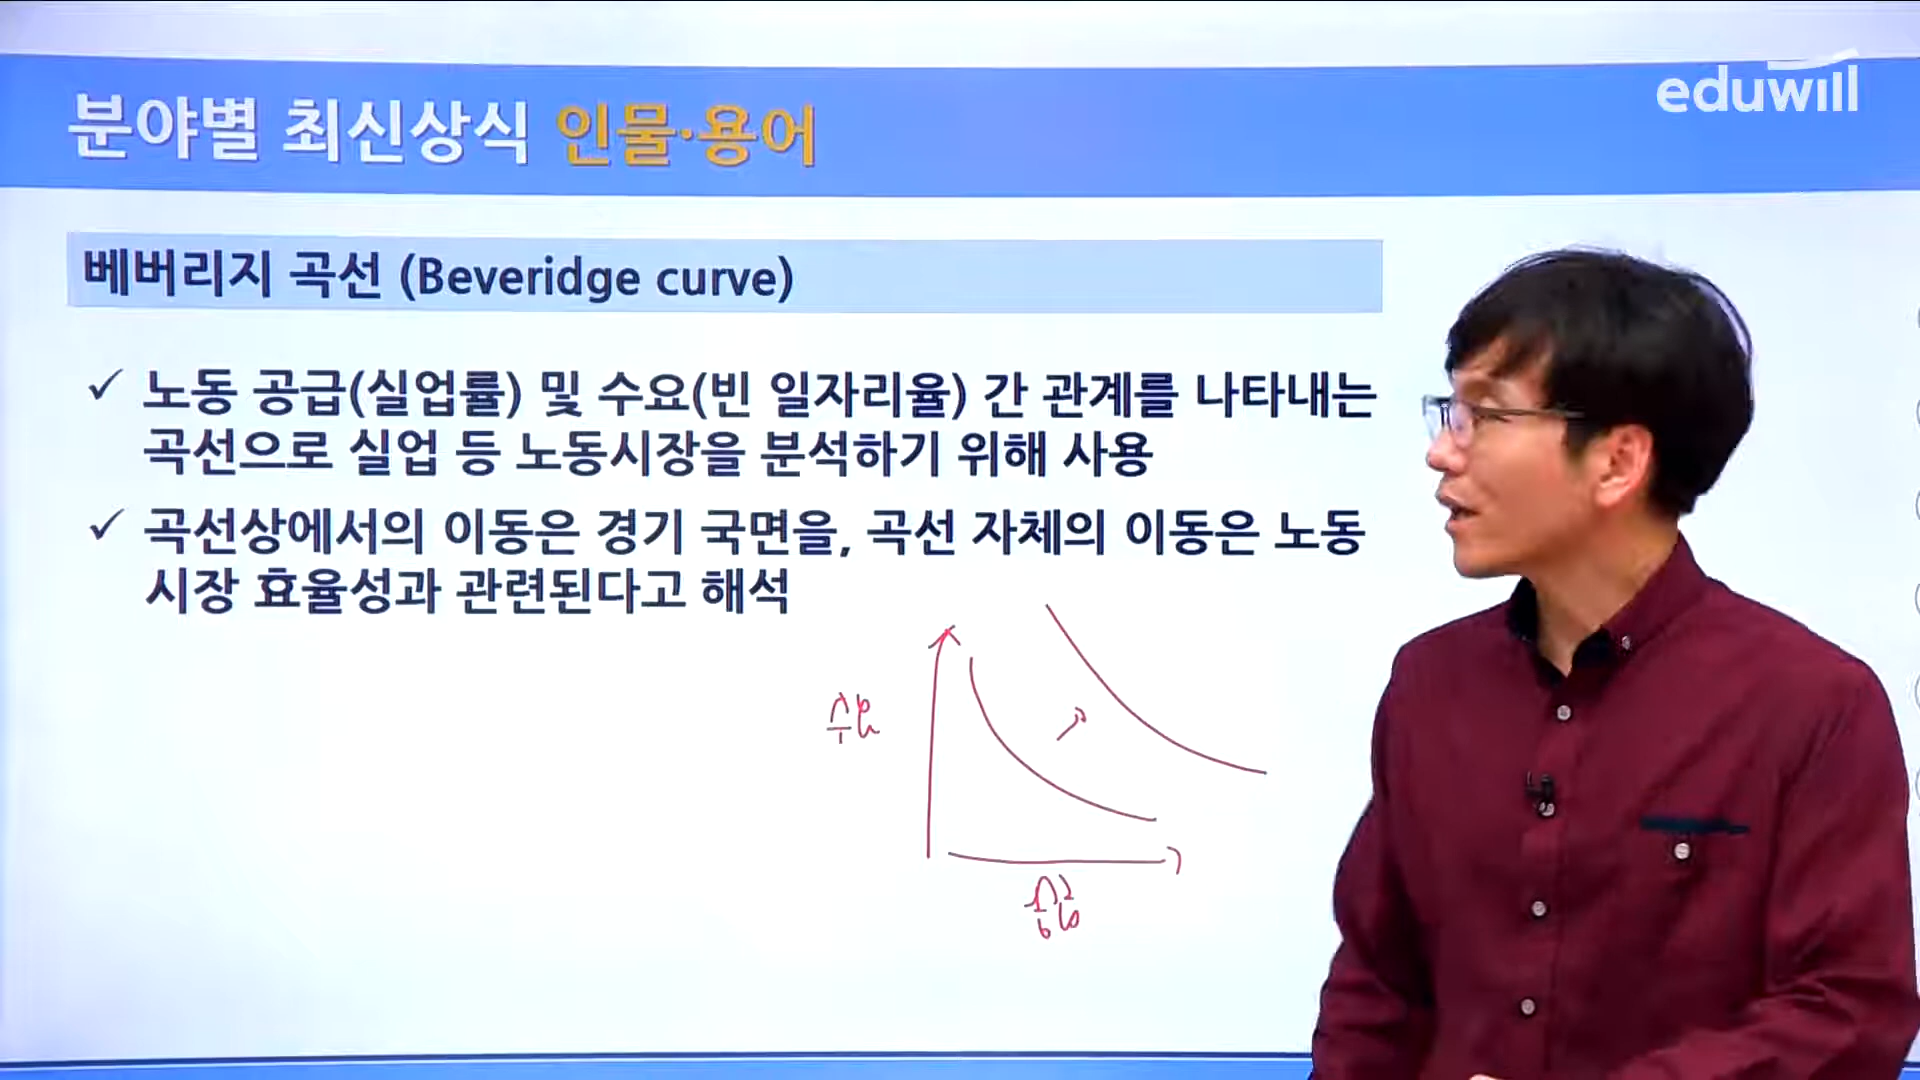 분야별 최신상식 인물·용어
eduwill
베버리지 곡선 (Beveridge curve)
✓ 노동 공급(실업률) 및 수요(빈 일자리율) 간 관계를 나타내는
곡선으로 실업 등 노동시장을 분석하기 위해 사용
✓ 곡선상에서의 이동은 경기 국면을, 곡선 자체의 이동은 노동
시장 효율성과 관련된다고 해석
수요
공급